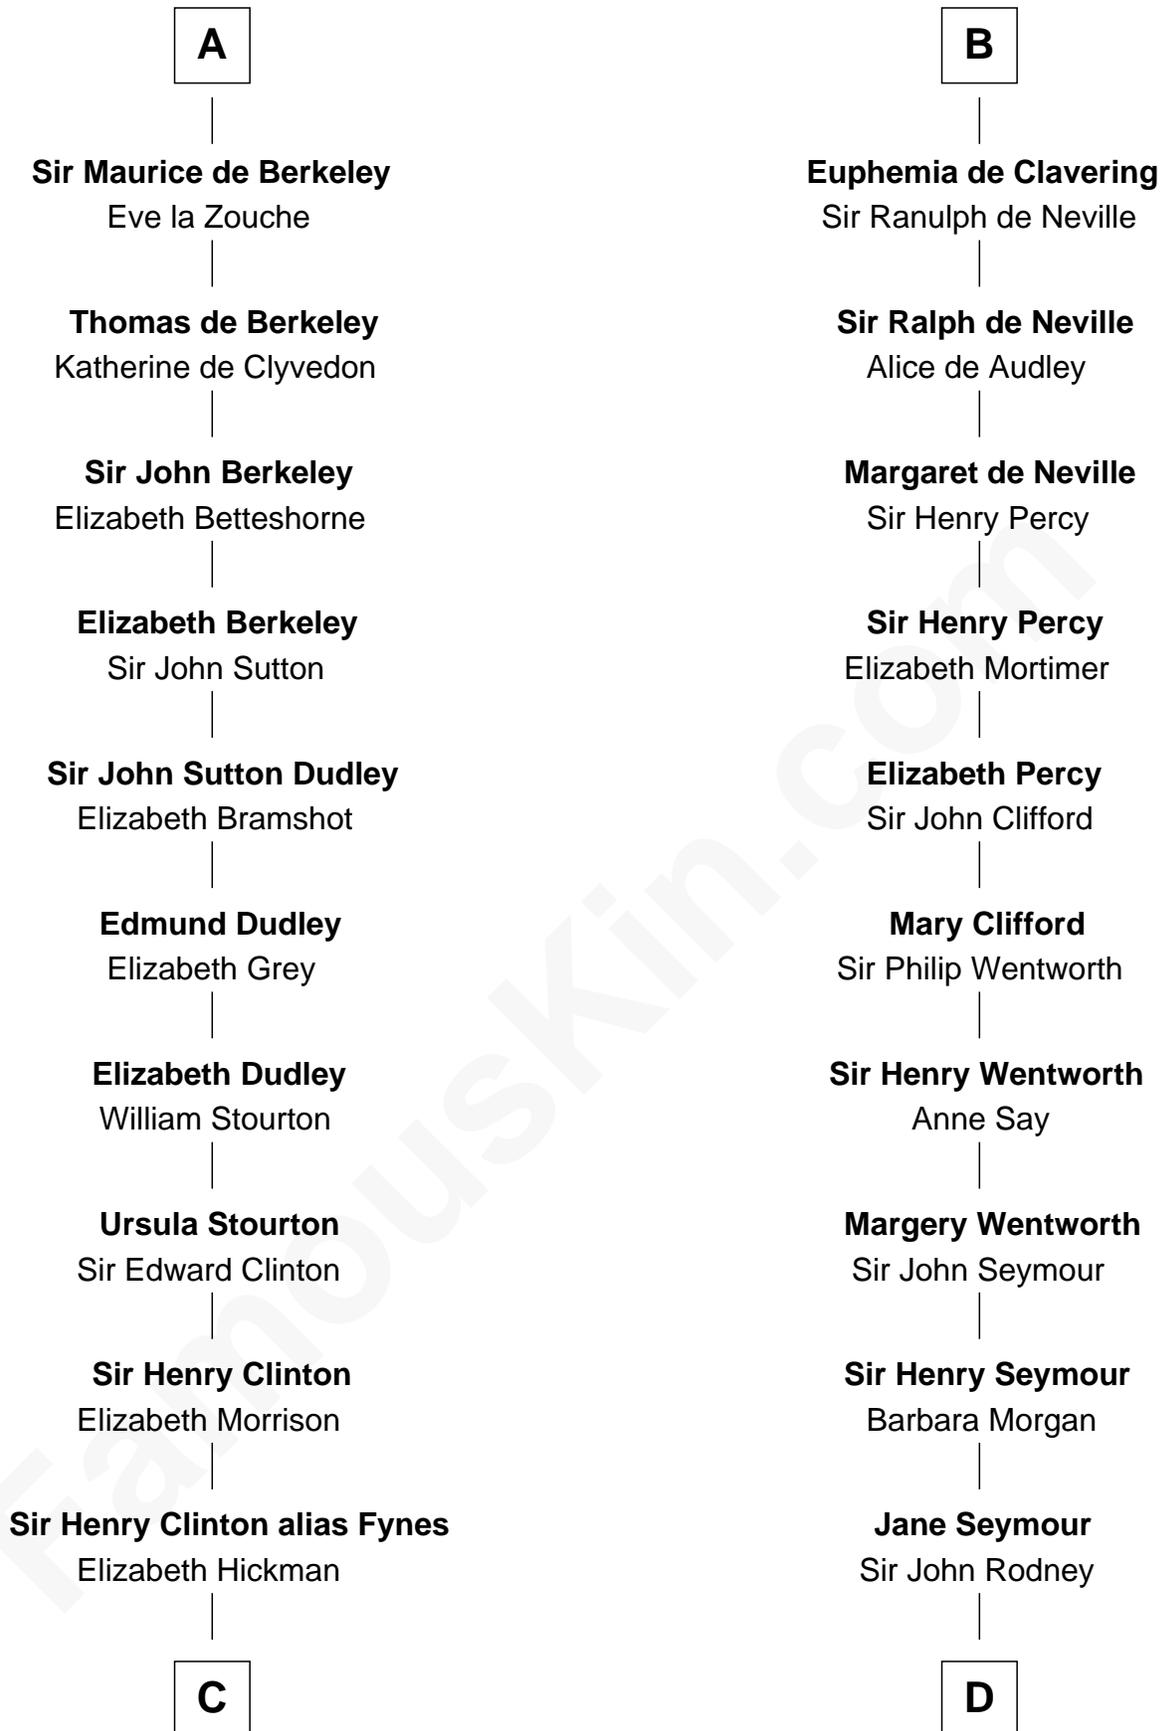 A
Sir Maurice de Berkeley
Eve la Zouche
Thomas de Berkeley
Katherine de Clyvedon
Sir John Berkeley
Elizabeth Betteshorne
Elizabeth Berkeley
Sir John Sutton
Sir John Sutton Dudley
Elizabeth Bramshot
Edmund Dudley
Elizabeth Grey
Elizabeth Dudley
William Stourton
Ursula Stourton
Sir Edward Clinton
Sir Henry Clinton
Elizabeth Morrison
Sir Henry Clinton alias Fynes
Elizabeth Hickman
C
B
Euphemia de Clavering
Sir Ranulph de Neville
Sir Ralph de Neville
Alice de Audley
Margaret de Neville
Sir Henry Percy
Sir Henry Percy
Elizabeth Mortimer
Elizabeth Percy
Sir John Clifford
Mary Clifford
Sir Philip Wentworth
Sir Henry Wentworth
Anne Say
Margery Wentworth
Sir John Seymour
Sir Henry Seymour
Barbara Morgan
Jane Seymour
Sir John Rodney
D
FamousKin.com